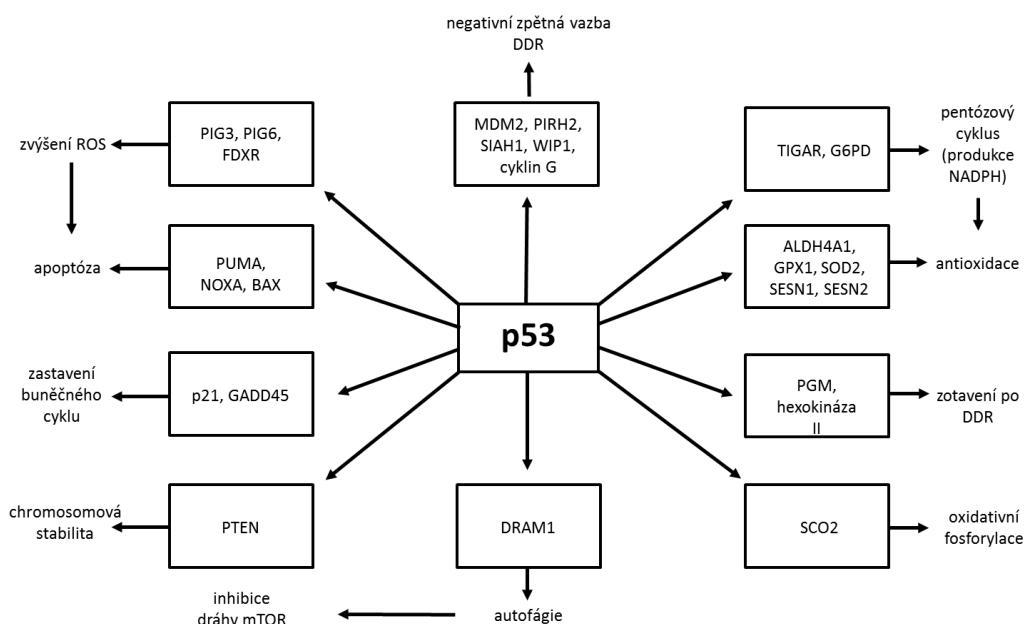 negativní zpětná vazba
DDR
zvýšení ROS
PIG3, PIG6,
FDXR
MDM2, PIRH2,
SIAH1, WIP1,
cyklin G
TIGAR, G6PD
pentózový
cyklus
(produkce
NADPH)
apoptóza
PUMA,
NOXA, BAX
ALDH4A1,
GPX1, SOD2,
SESN1, SESN2
antioxidace
p53
zastavení
buněčného
cyklu
p21, GADD45
PGM,
hexokináza
II
zotavení po
DDR
chromosomová
stabilita
PTEN
DRAM1
SCO2
oxidativní
fosforylace
inhibice
dráhy mTOR
autofágie